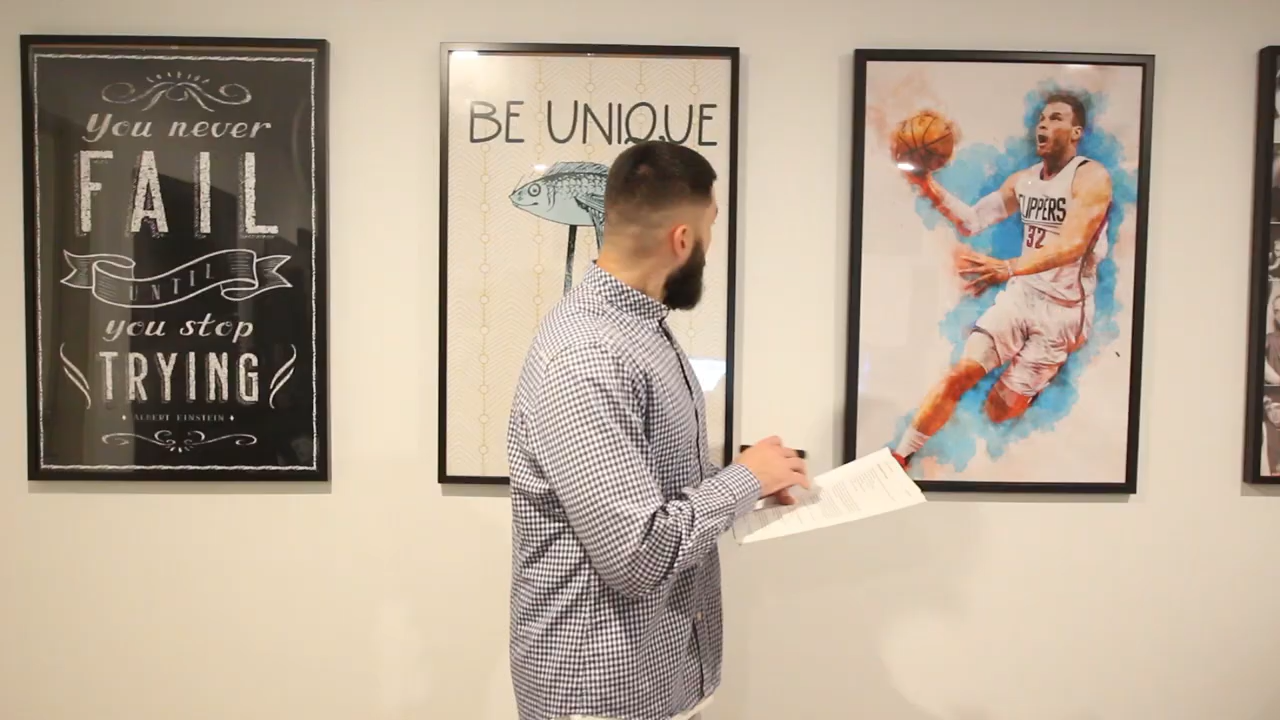 You never
FAIL
UNTIL
you stop
TRYING
ALBERT EINSTEIN
BE UNIQUE
CLIPPERS
32